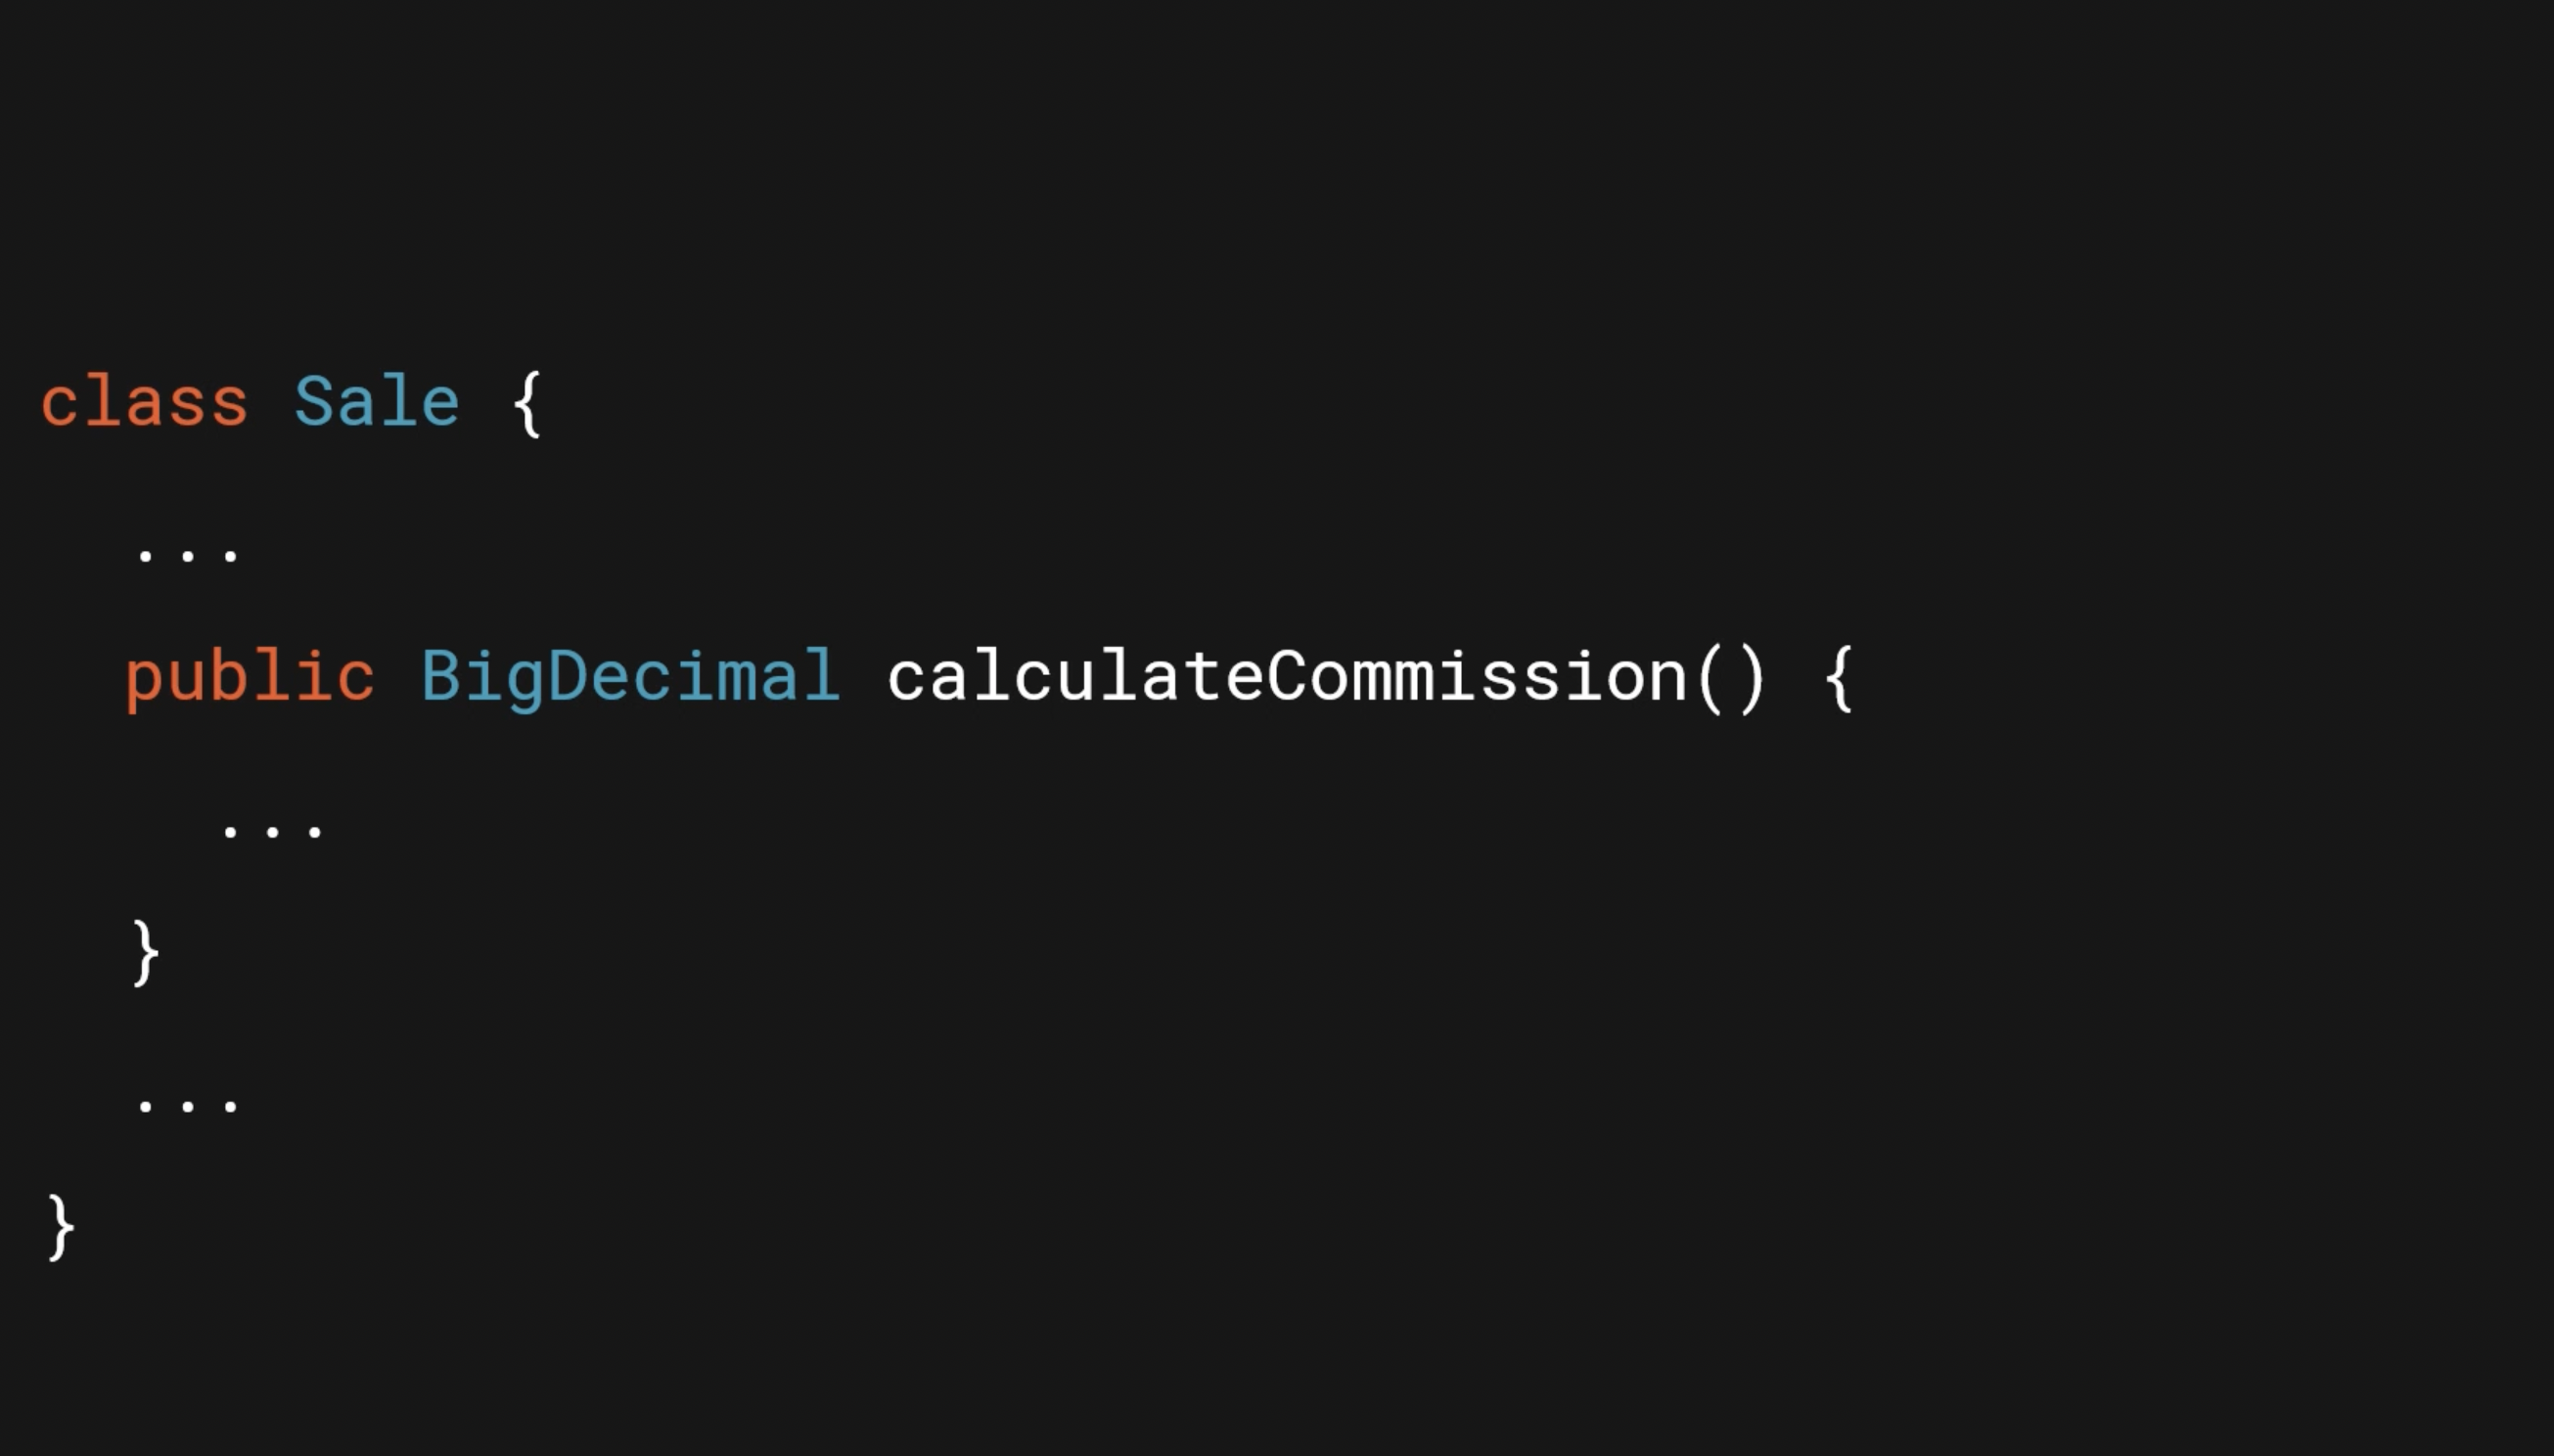 class Sale {
...
public BigDecimal calculateCommission() {
...
}
...
}